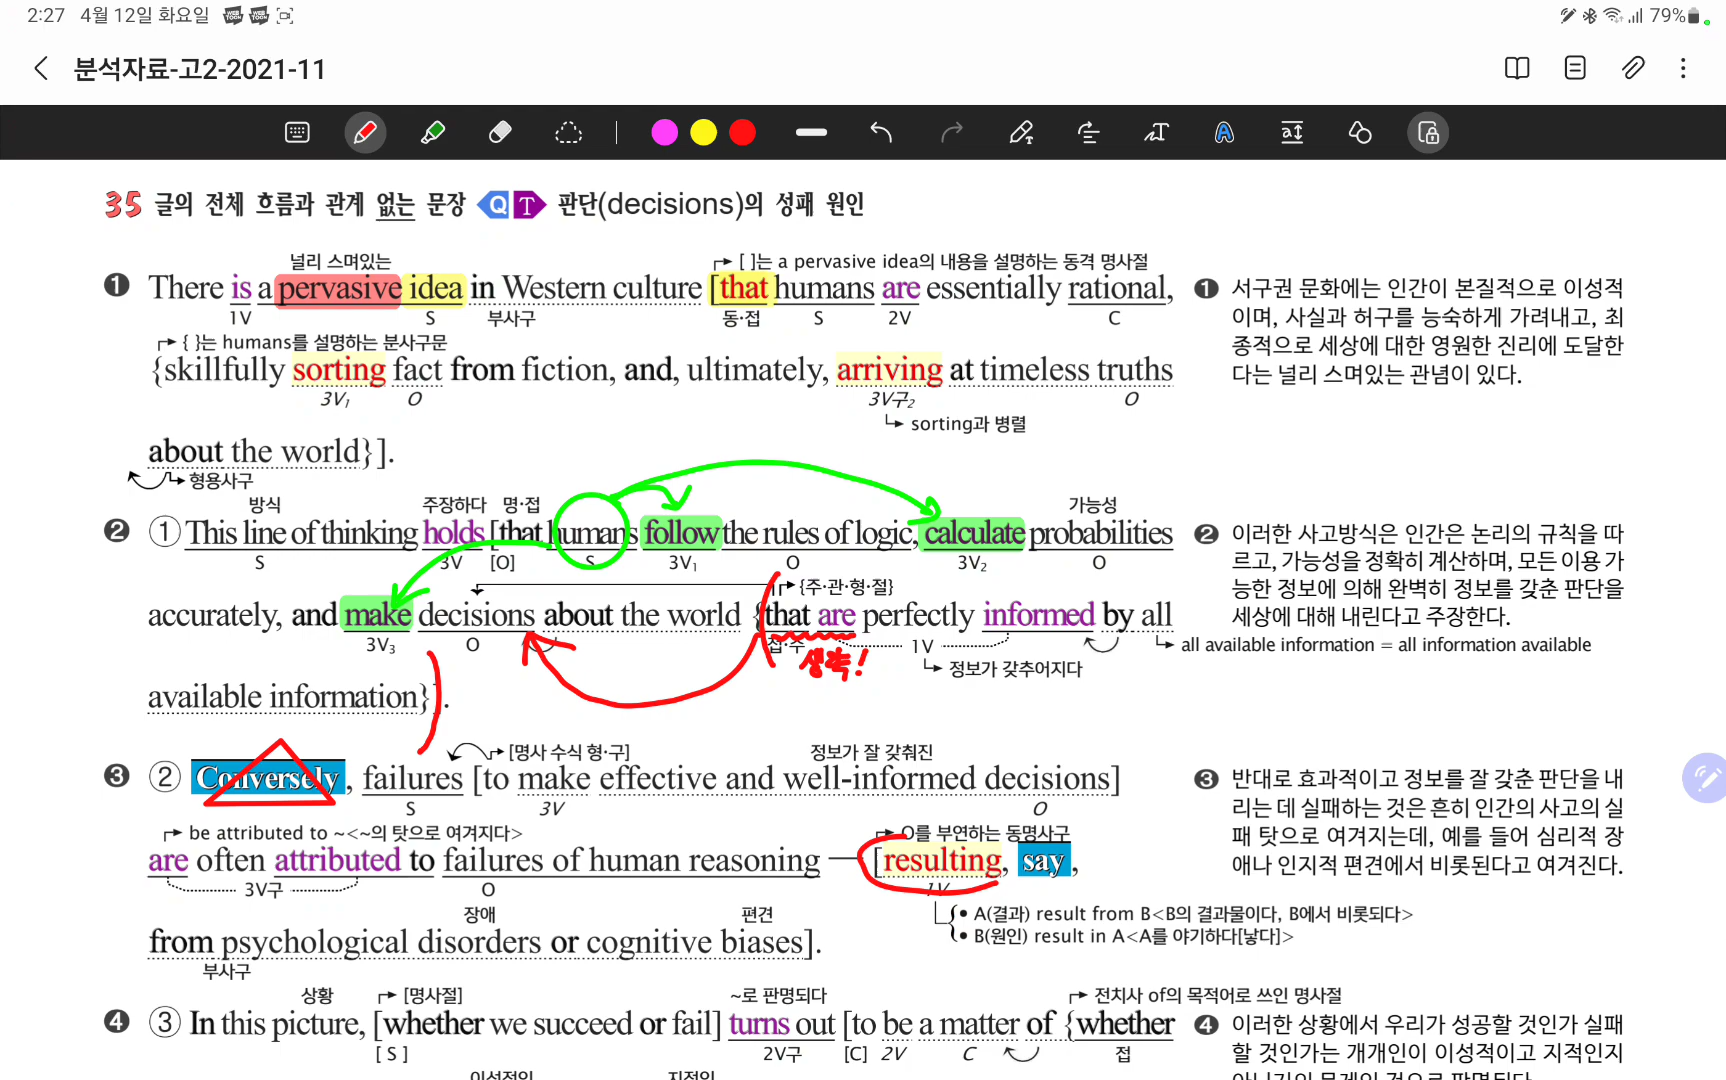 2:27 4월 12일 화요일
79%
분석자료-고2-2021-11
35 글의 전체 흐름과 관계 없는 문장 Q T 판단(decisions)의 성패 원인
널리 스며있는 [ ]는 a pervasive idea의 내용을 설명하는 동격 명사절
❶ There is a pervasive idea in Western culture [that humans are essentially rational,
1V S 부사구 동·접 S 2V C
{ }는 humans를 설명하는 분사구문
{skillfully sorting fact from fiction, and, ultimately, arriving at timeless truths
3V₁ O 3V구₂ O
sorting과 병렬
about the world}].
형용사구
❶ 서구권 문화에는 인간이 본질적으로 이성적
이며, 사실과 허구를 능숙하게 가려내고, 최
종적으로 세상에 대한 영원한 진리에 도달한
다는 널리 스며있는 관념이 있다.
방식 주장하다 명·접 가능성
❷ ① This line of thinking holds [that humans follow the rules of logic, calculate probabilities
S 3V [O] S 3V₁ O 3V₂ O
{주·관·형·절}
accurately, and make decisions about the world {that are perfectly informed by all
3V₃ O 접·주 생략! 1V
정보가 갖추어지다
all available information = all information available
available information}].
❷ 이러한 사고방식은 인간은 논리의 규칙을 따
르고, 가능성을 정확히 계산하며, 모든 이용 가
능한 정보에 의해 완벽히 정보를 갖춘 판단을
세상에 대해 내린다고 주장한다.
[명사 수식 형·구] 정보가 잘 갖춰진
❸ ② Conversely, failures [to make effective and well-informed decisions]
S 3V O
be attributed to ~<~의 탓으로 여겨지다> O를 부연하는 동명사구
are often attributed to failures of human reasoning — [resulting, say,
3V구 O 1V
• A(결과) result from B<B의 결과물이다, B에서 비롯되다>
• B(원인) result in A<A를 야기하다[낳다]>
장애 편견
from psychological disorders or cognitive biases].
부사구
❸ 반대로 효과적이고 정보를 잘 갖춘 판단을 내
리는 데 실패하는 것은 흔히 인간의 사고의 실
패 탓으로 여겨지는데, 예를 들어 심리적 장
애나 인지적 편견에서 비롯된다고 여겨진다.
상황 [명사절] ~로 판명되다 전치사 of의 목적어로 쓰인 명사절
❹ ③ In this picture, [whether we succeed or fail] turns out [to be a matter of {whether
[ S ] 2V구 [C] 2V C 접
❹ 이러한 상황에서 우리가 성공할 것인가 실패
할 것인가는 개개인이 이성적이고 지적인지